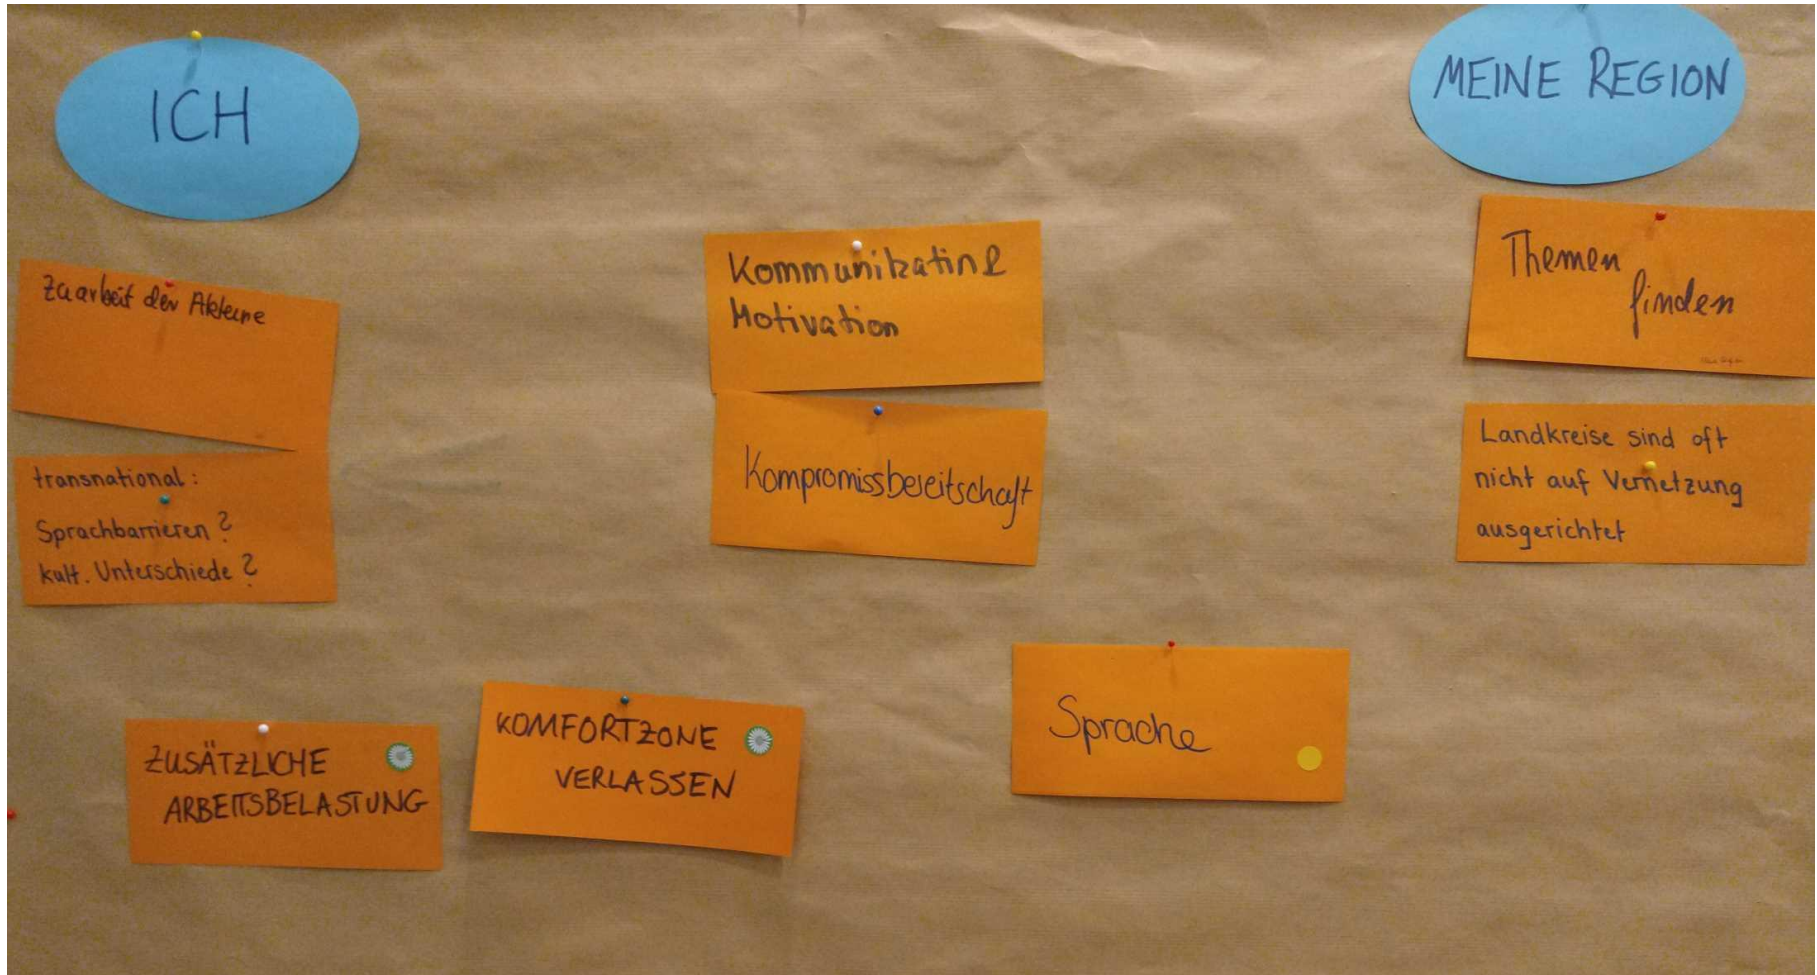 ICH
MEINE REGION
Zuarbeit der Akteure
transnational:
Sprachbarrieren?
kult. Unterschiede?
Kommunikation &
Motivation
Kompromissbereitschaft
Themen
finden
Landkreise sind oft
nicht auf Vernetzung
ausgerichtet
ZUSÄTZLICHE
ARBEITSBELASTUNG
KOMFORTZONE
VERLASSEN
Sprache